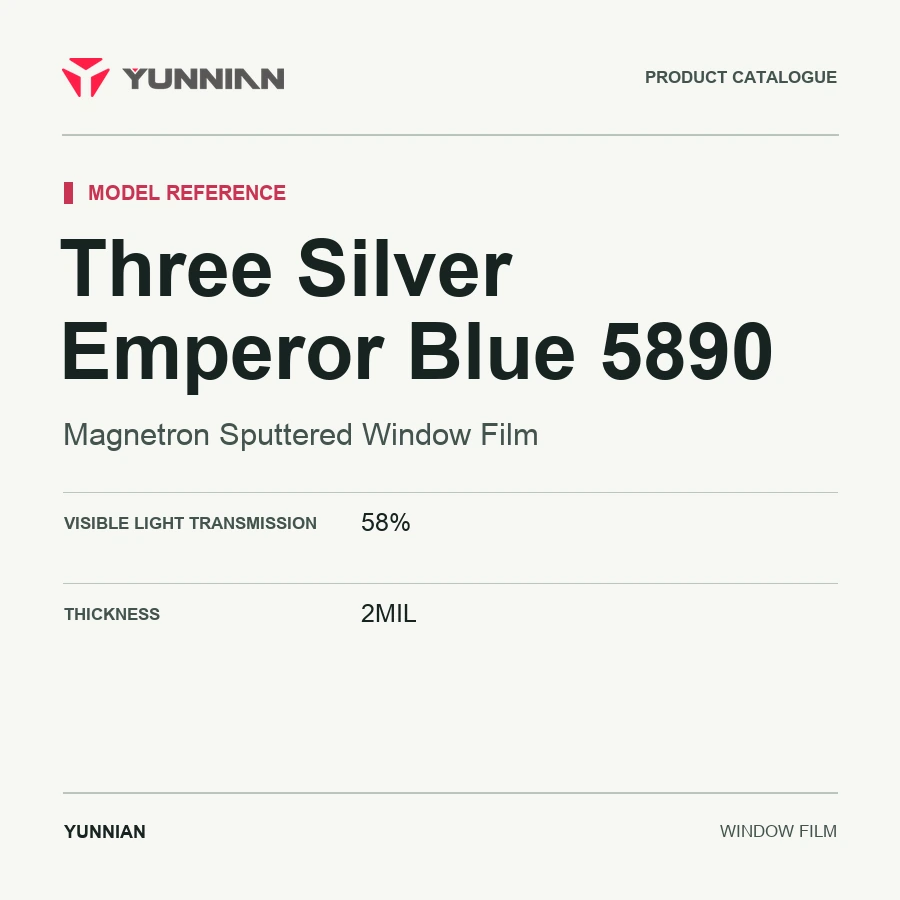 YUNNIAN
PRODUCT CATALOGUE
MODEL REFERENCE
Three Silver
Emperor Blue 5890
Magnetron Sputtered Window Film
VISIBLE LIGHT TRANSMISSION 58%
THICKNESS 2MIL
YUNNIAN
WINDOW FILM